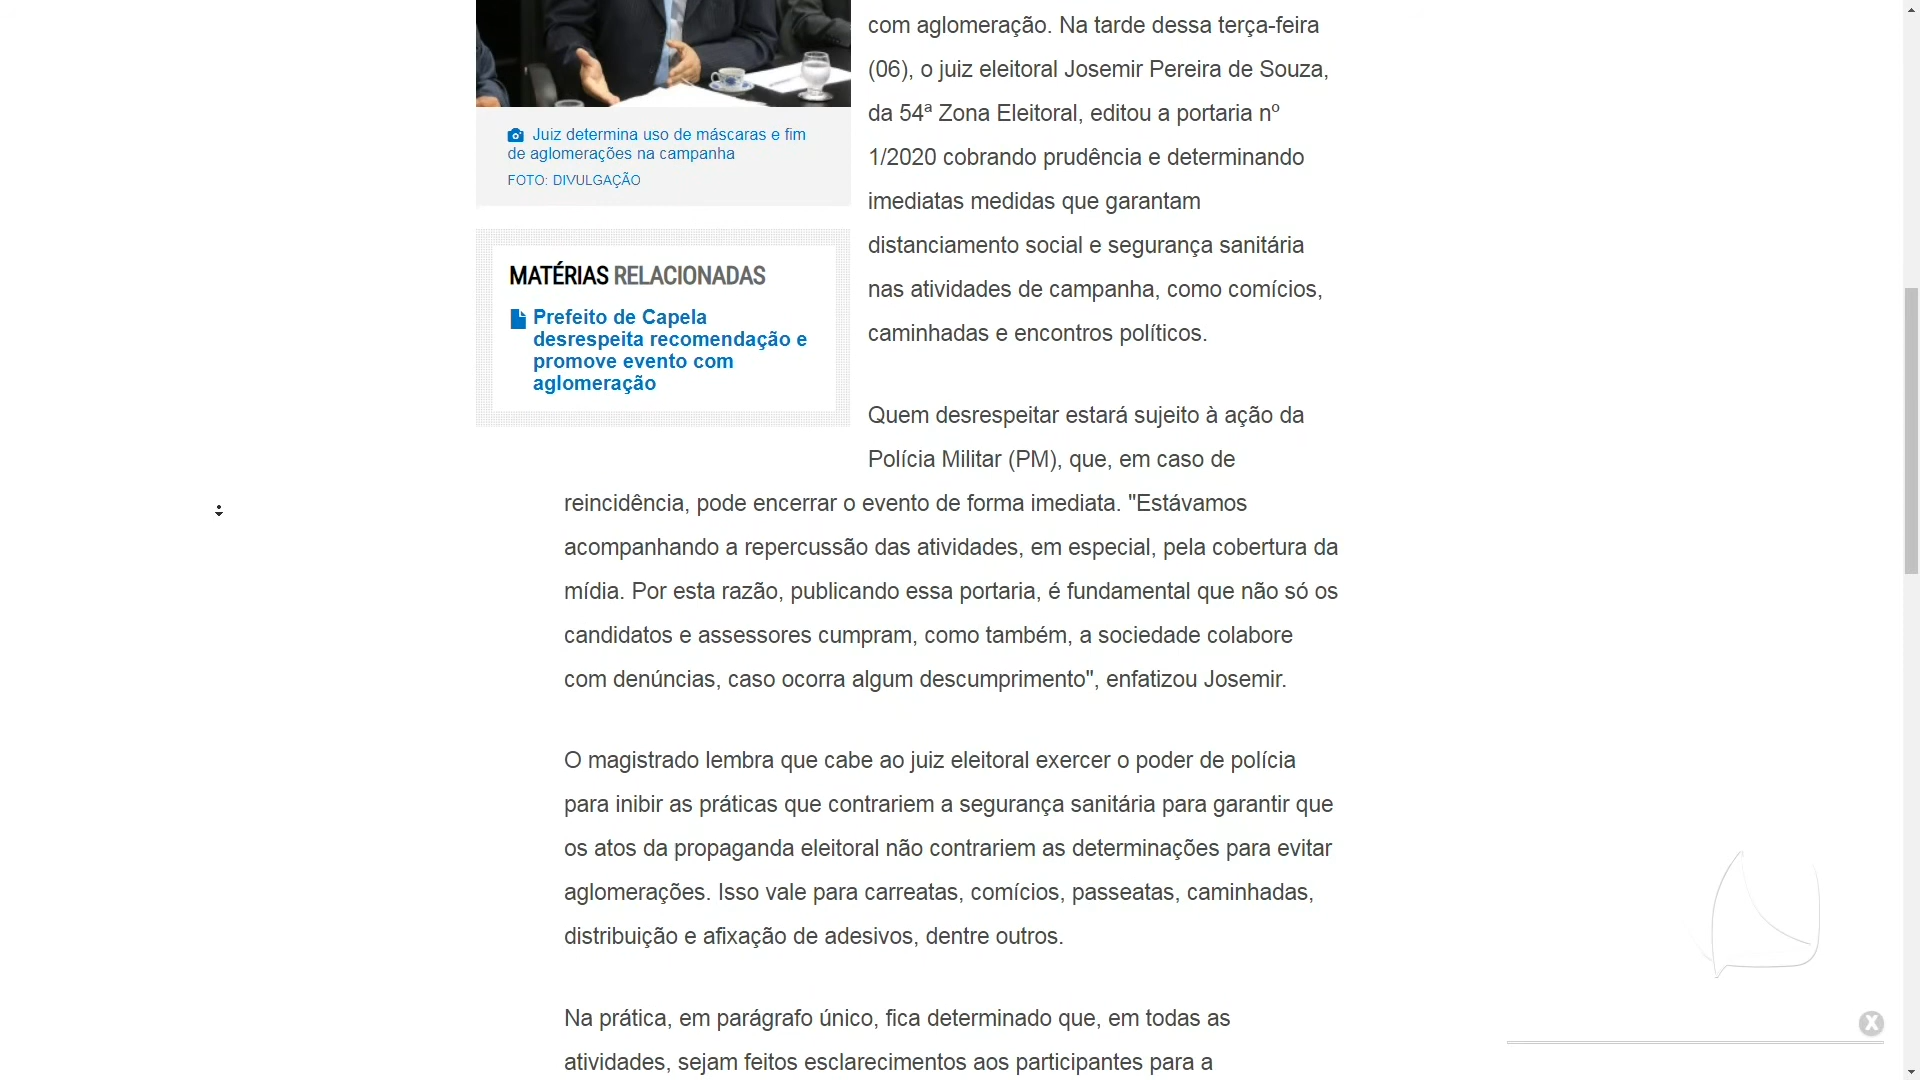 com aglomeração. Na tarde dessa terça-feira
(06), o juiz eleitoral Josemir Pereira de Souza,
da 54ª Zona Eleitoral, editou a portaria nº
1/2020 cobrando prudência e determinando
imediatas medidas que garantam
distanciamento social e segurança sanitária
nas atividades de campanha, como comícios,
caminhadas e encontros políticos.
Juiz determina uso de máscaras e fim
de aglomerações na campanha
FOTO: DIVULGAÇÃO
MATÉRIAS RELACIONADAS
Prefeito de Capela
desrespeita recomendação e
promove evento com
aglomeração
Quem desrespeitar estará sujeito à ação da
Polícia Militar (PM), que, em caso de
reincidência, pode encerrar o evento de forma imediata. "Estávamos
acompanhando a repercussão das atividades, em especial, pela cobertura da
mídia. Por esta razão, publicando essa portaria, é fundamental que não só os
candidatos e assessores cumpram, como também, a sociedade colabore
com denúncias, caso ocorra algum descumprimento", enfatizou Josemir.
O magistrado lembra que cabe ao juiz eleitoral exercer o poder de polícia
para inibir as práticas que contrariem a segurança sanitária para garantir que
os atos da propaganda eleitoral não contrariem as determinações para evitar
aglomerações. Isso vale para carreatas, comícios, passeatas, caminhadas,
distribuição e afixação de adesivos, dentre outros.
Na prática, em parágrafo único, fica determinado que, em todas as
atividades, sejam feitos esclarecimentos aos participantes para a
X